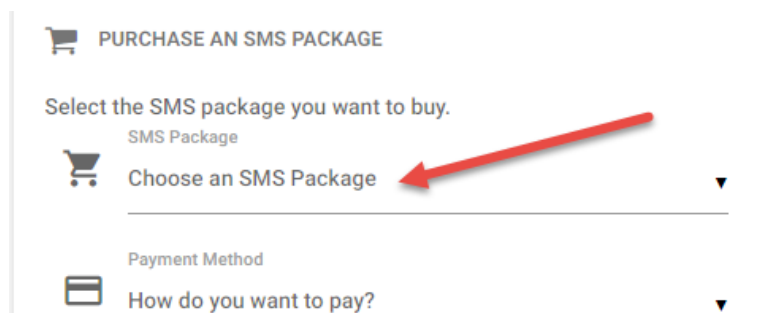 PURCHASE AN SMS PACKAGE
Select the SMS package you want to buy.
SMS Package
Choose an SMS Package
Payment Method
How do you want to pay?